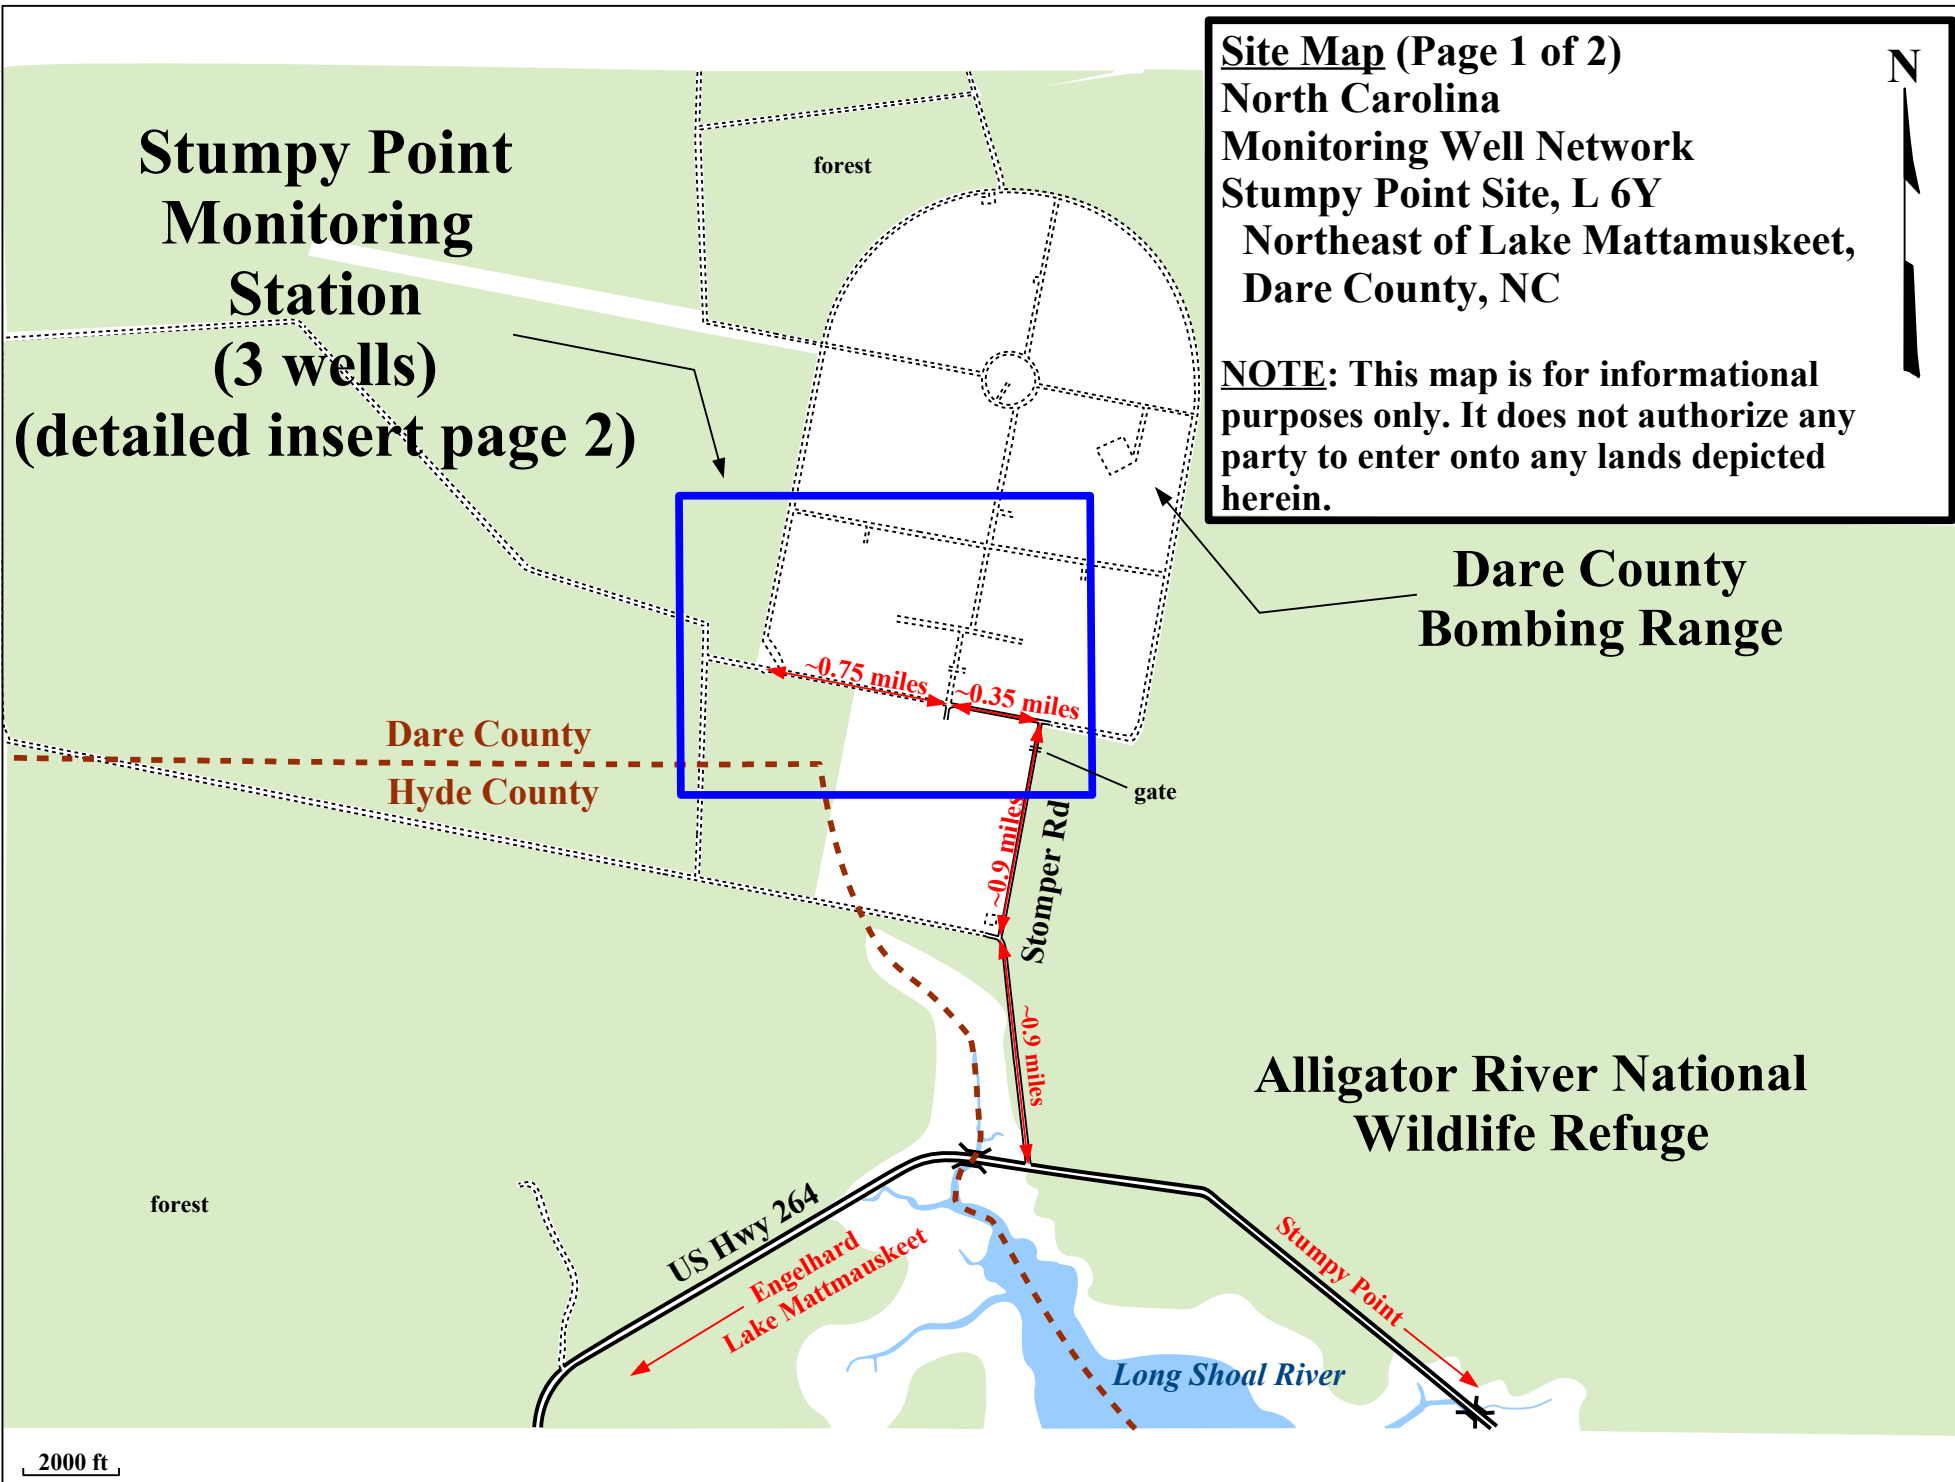 Site Map (Page 1 of 2)
North Carolina
Monitoring Well Network
Stumpy Point Site, L 6Y
Northeast of Lake Mattamuskeet,
Dare County, NC
NOTE: This map is for informational
purposes only. It does not authorize any
party to enter onto any lands depicted
herein.
N
Stumpy Point
Monitoring
Station
(3 wells)
(detailed insert page 2)
forest
Dare County
Bombing Range
~0.75 miles
~0.35 miles
Dare County
Hyde County
gate
~0.9 miles
Stomper Rd
~0.9 miles
Alligator River National
Wildlife Refuge
forest
US Hwy 264
Engelhard
Lake Mattmauskeet
Stumpy Point
Long Shoal River
2000 ft